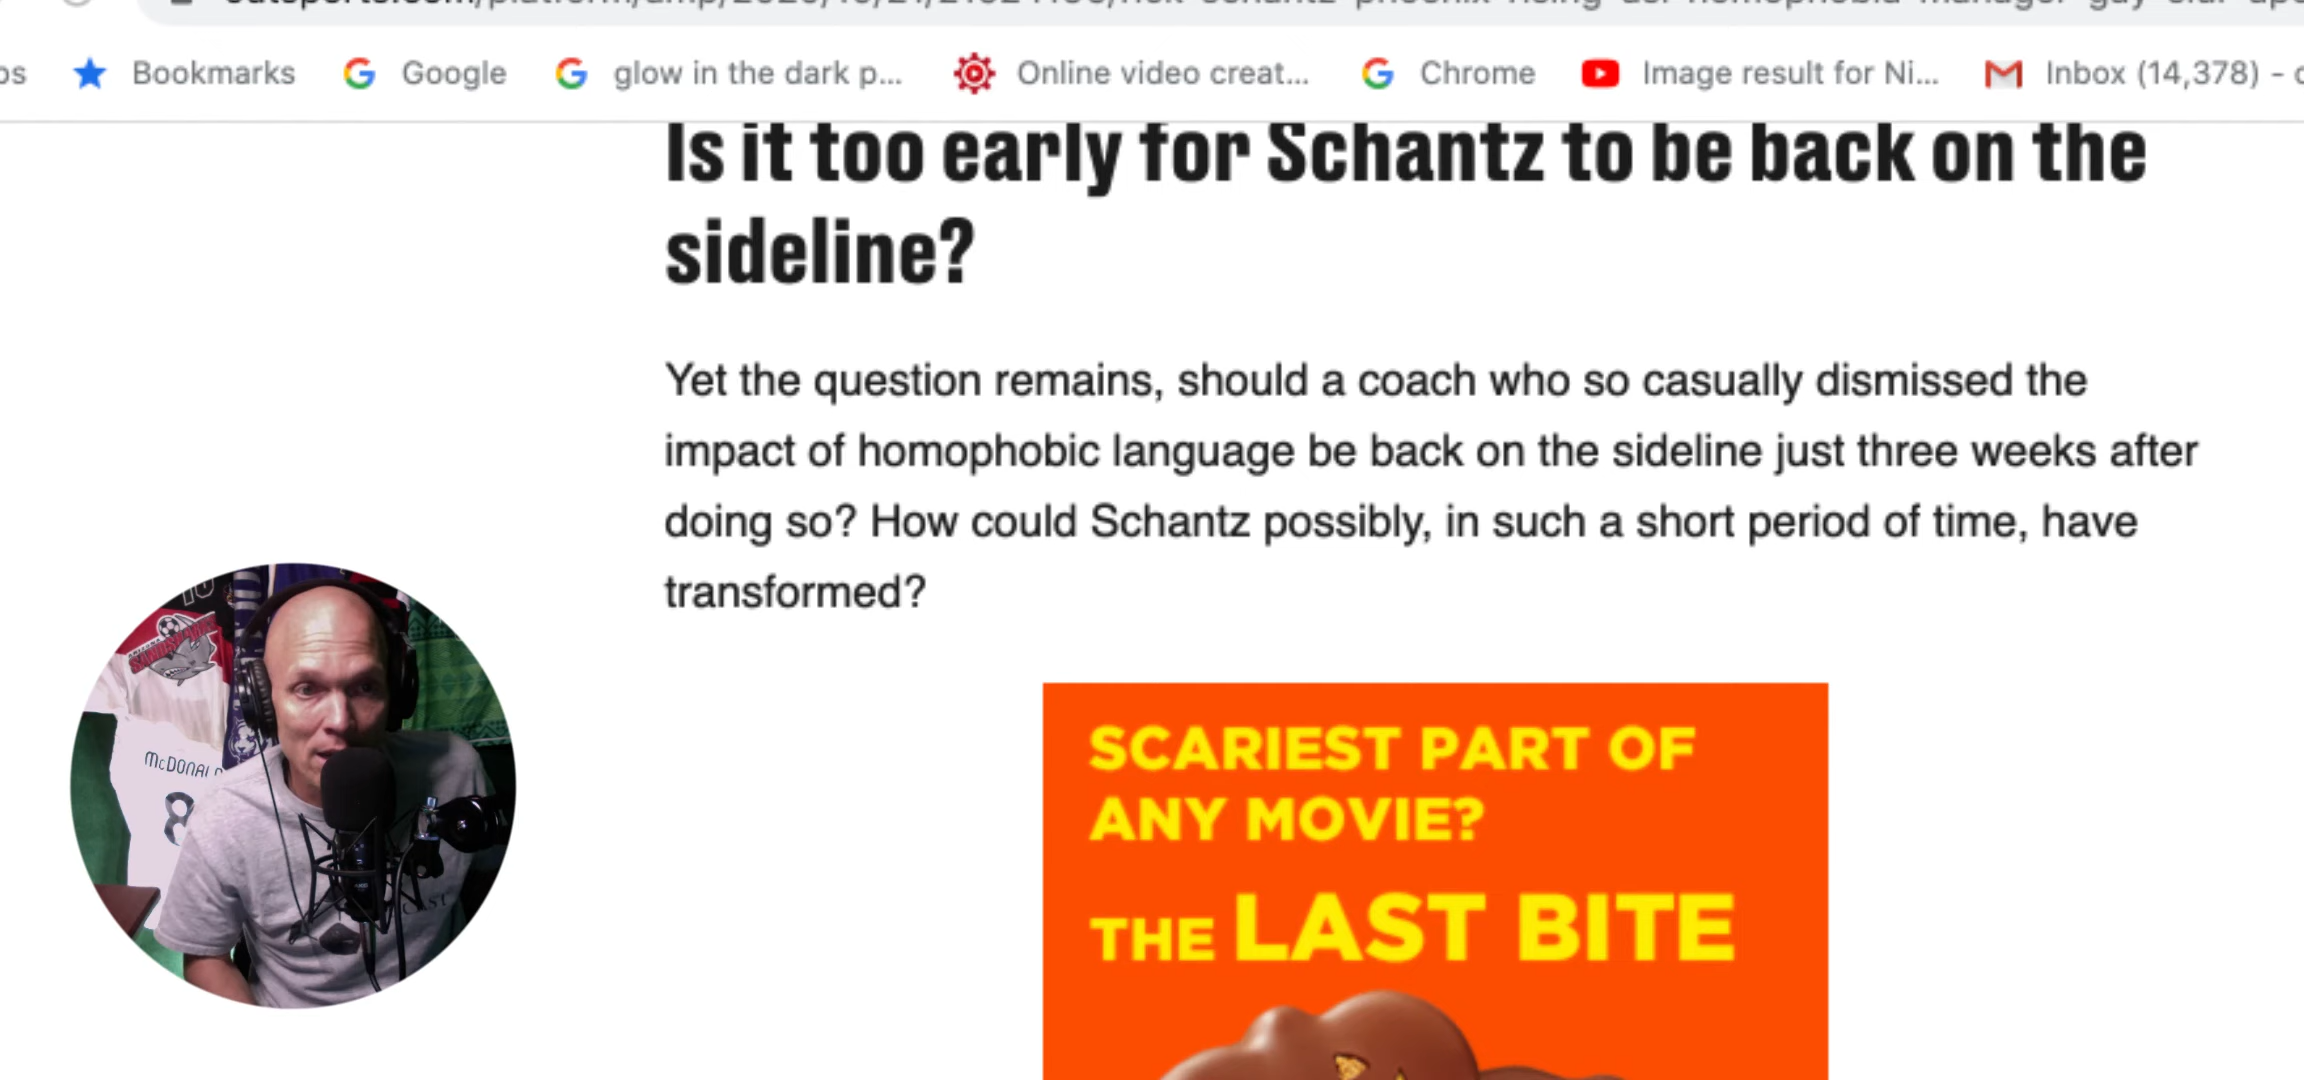 Bookmarks Google glow in the dark p... Online video creat... Chrome Image result for Ni... Inbox (14,378) -
Is it too early for Schantz to be back on the
sideline?
Yet the question remains, should a coach who so casually dismissed the
impact of homophobic language be back on the sideline just three weeks after
doing so? How could Schantz possibly, in such a short period of time, have
transformed?
McDONAL
8
SCARIEST PART OF
ANY MOVIE?
THE LAST BITE